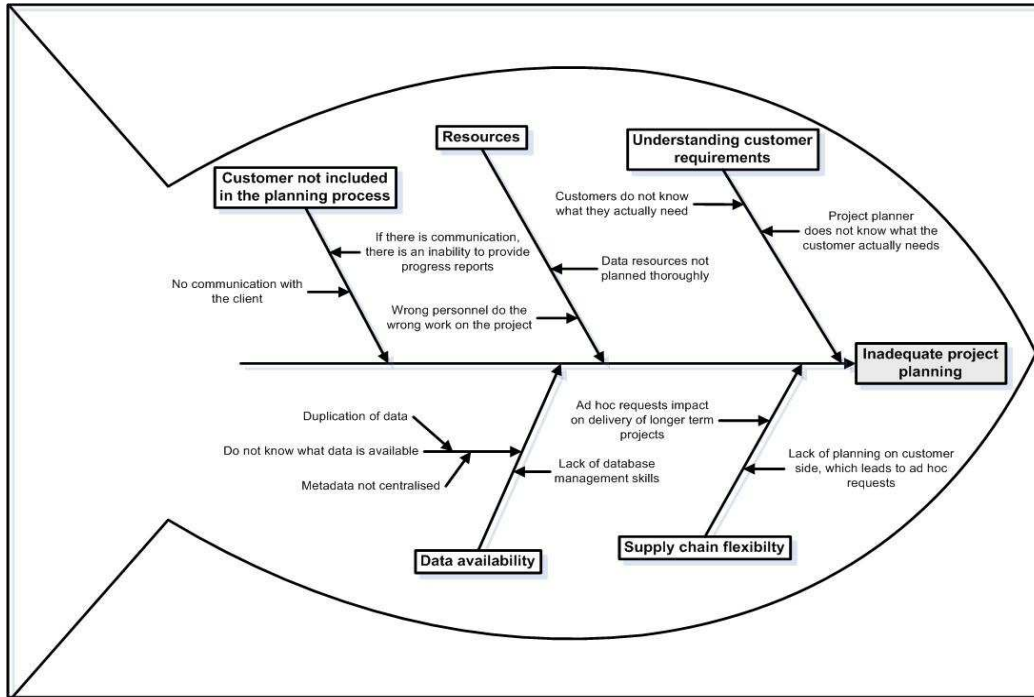 Resources
Understanding customer
requirements
Customer not included
in the planning process
Customers do not know
what they actually need
Project planner
does not know what the
customer actually needs
If there is communication,
there is an inability to provide
progress reports
Data resources not
planned thoroughly
No communication with
the client
Wrong personnel do the
wrong work on the project
Inadequate project
planning
Duplication of data
Do not know what data is available
Metadata not centralised
Lack of database
management skills
Ad hoc requests impact
on delivery of longer term
projects
Lack of planning on customer
side, which leads to ad hoc
requests
Data availability
Supply chain flexibilty